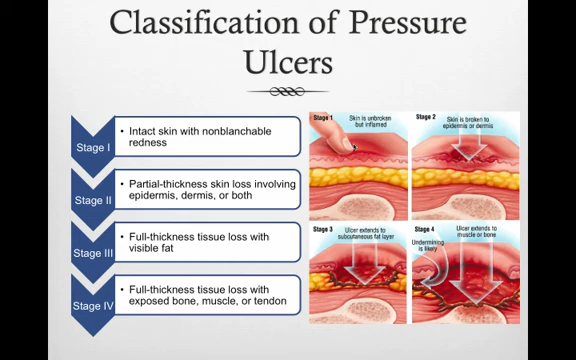 Classification of Pressure
Ulcers
Stage I
• Intact skin with nonblanchable
redness
Stage II
• Partial-thickness skin loss involving
epidermis, dermis, or both
Stage III
• Full-thickness tissue loss with
visible fat
Stage IV
• Full-thickness tissue loss with
exposed bone, muscle, or tendon
Stage 1
Skin is unbroken
but inflamed
Stage 2
Skin is broken to
epidermis or dermis
Stage 3
Ulcer extends to
subcutaneous fat layer
Stage 4
Ulcer extends to
muscle or bone
Undermining
is likely